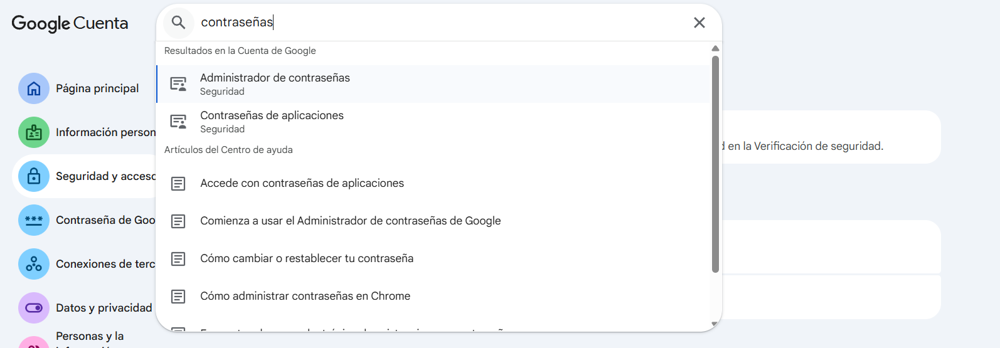 Google Cuenta
contraseñas
Resultados en la Cuenta de Google
Administrador de contraseñas
Seguridad
Contraseñas de aplicaciones
Seguridad
Artículos del Centro de ayuda
Accede con contraseñas de aplicaciones
Comienza a usar el Administrador de contraseñas de Google
Cómo cambiar o restablecer tu contraseña
Cómo administrar contraseñas en Chrome
Página principal
Información person
Seguridad y acceso
Contraseña de Goo
Conexiones de terc
Datos y privacidad
Personas y la
en la Verificación de seguridad.